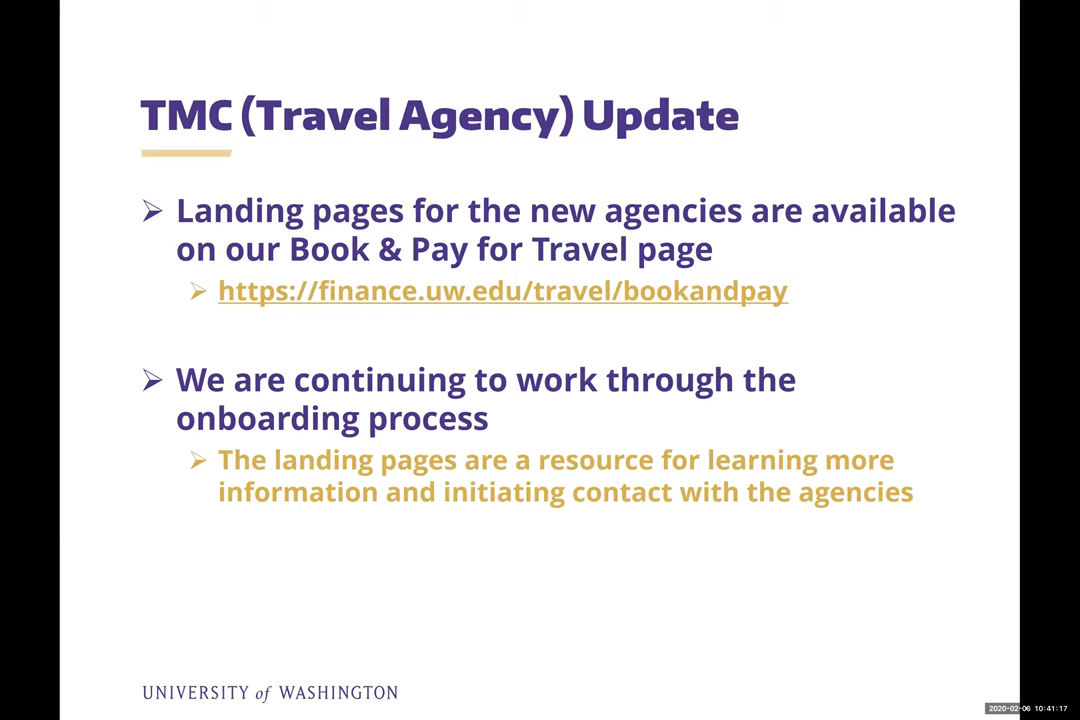 TMC (Travel Agency) Update
➢ Landing pages for the new agencies are available
on our Book & Pay for Travel page
➢ https://finance.uw.edu/travel/bookandpay
➢ We are continuing to work through the
onboarding process
➢ The landing pages are a resource for learning more
information and initiating contact with the agencies
UNIVERSITY of WASHINGTON
2020-02-06 10:41:17